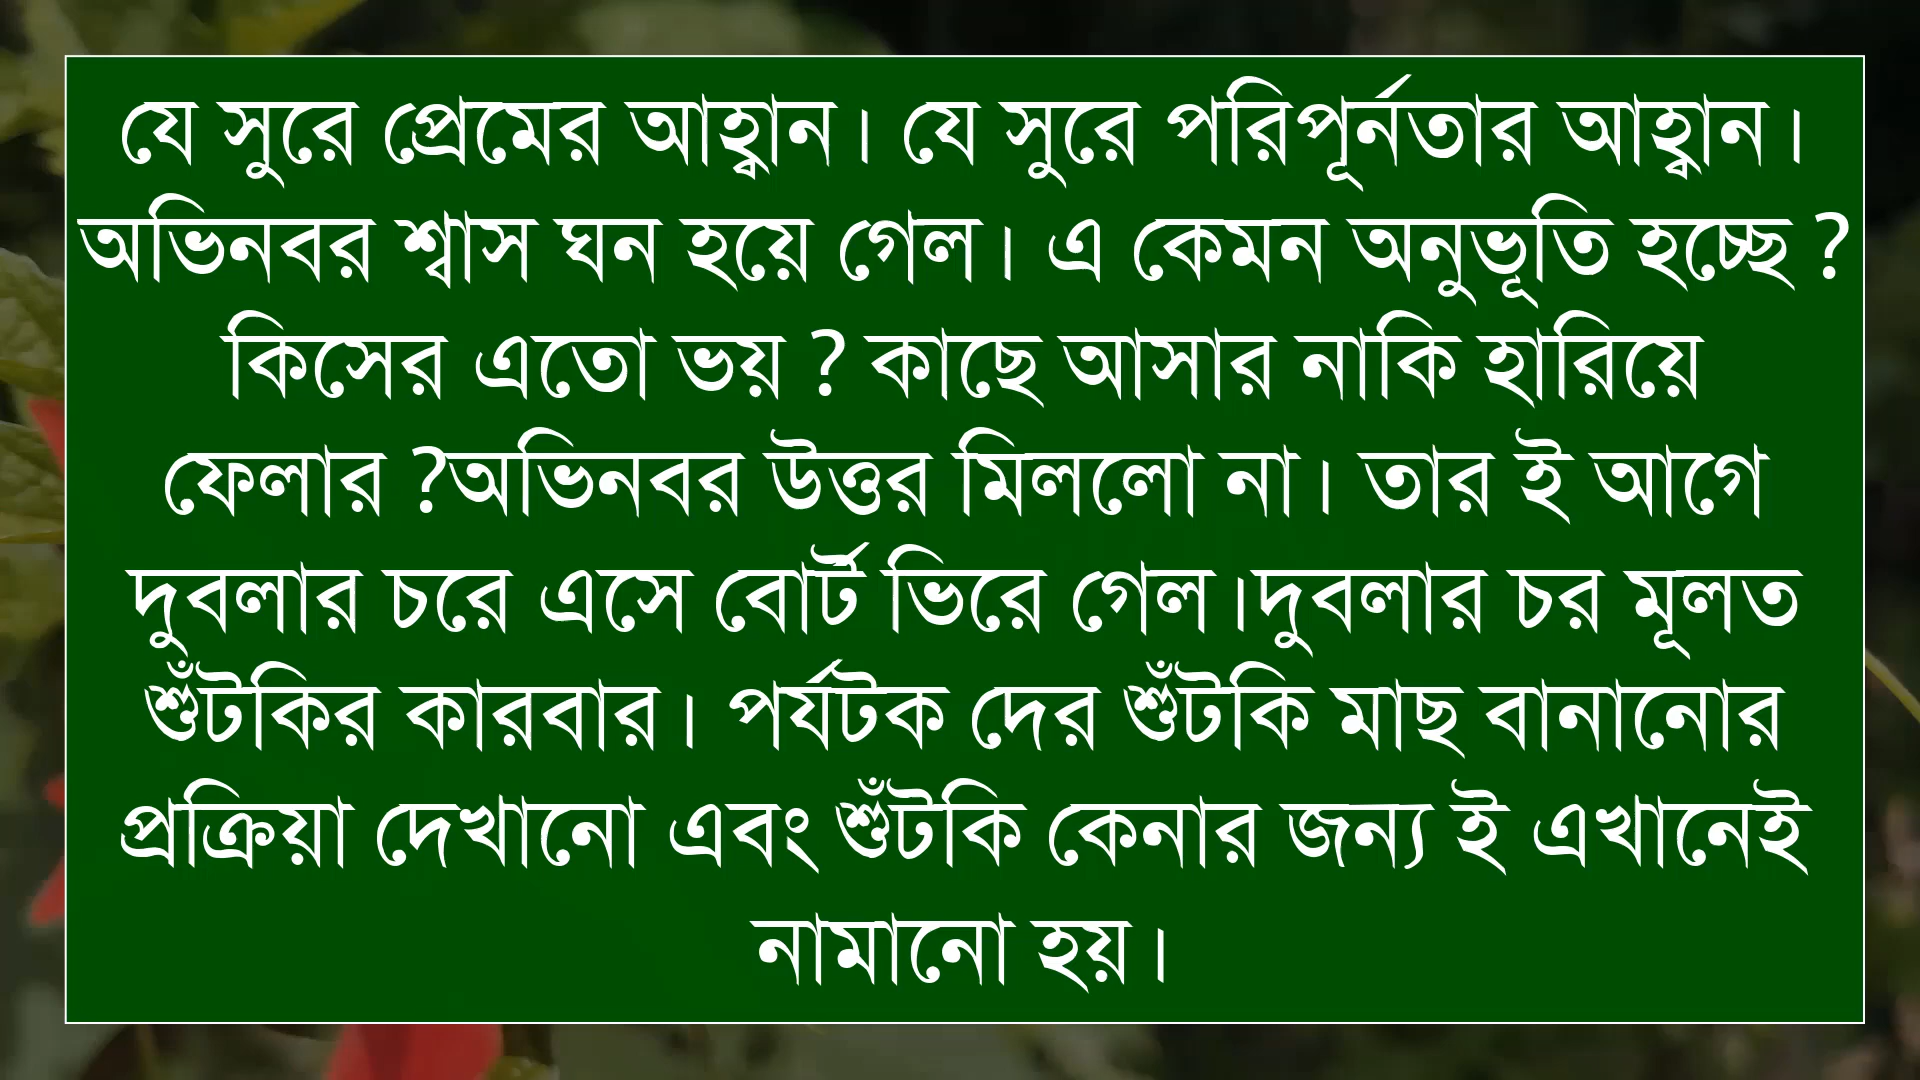 যে সুরে প্রেমের আহ্বান। যে সুরে পরিপূর্নতার আহ্বান।
অভিনবর শ্বাস ঘন হয়ে গেল। এ কেমন অনুভূতি হচ্ছে ?
কিসের এতো ভয় ? কাছে আসার নাকি হারিয়ে
ফেলার ?অভিনবর উত্তর মিললো না। তার ই আগে
দুবলার চরে এসে বোর্ট ভিরে গেল।দুবলার চর মূলত
শুঁটকির কারবার। পর্যটক দের শুঁটকি মাছ বানানোর
প্রক্রিয়া দেখানো এবং শুঁটকি কেনার জন্য ই এখানেই
নামানো হয়।